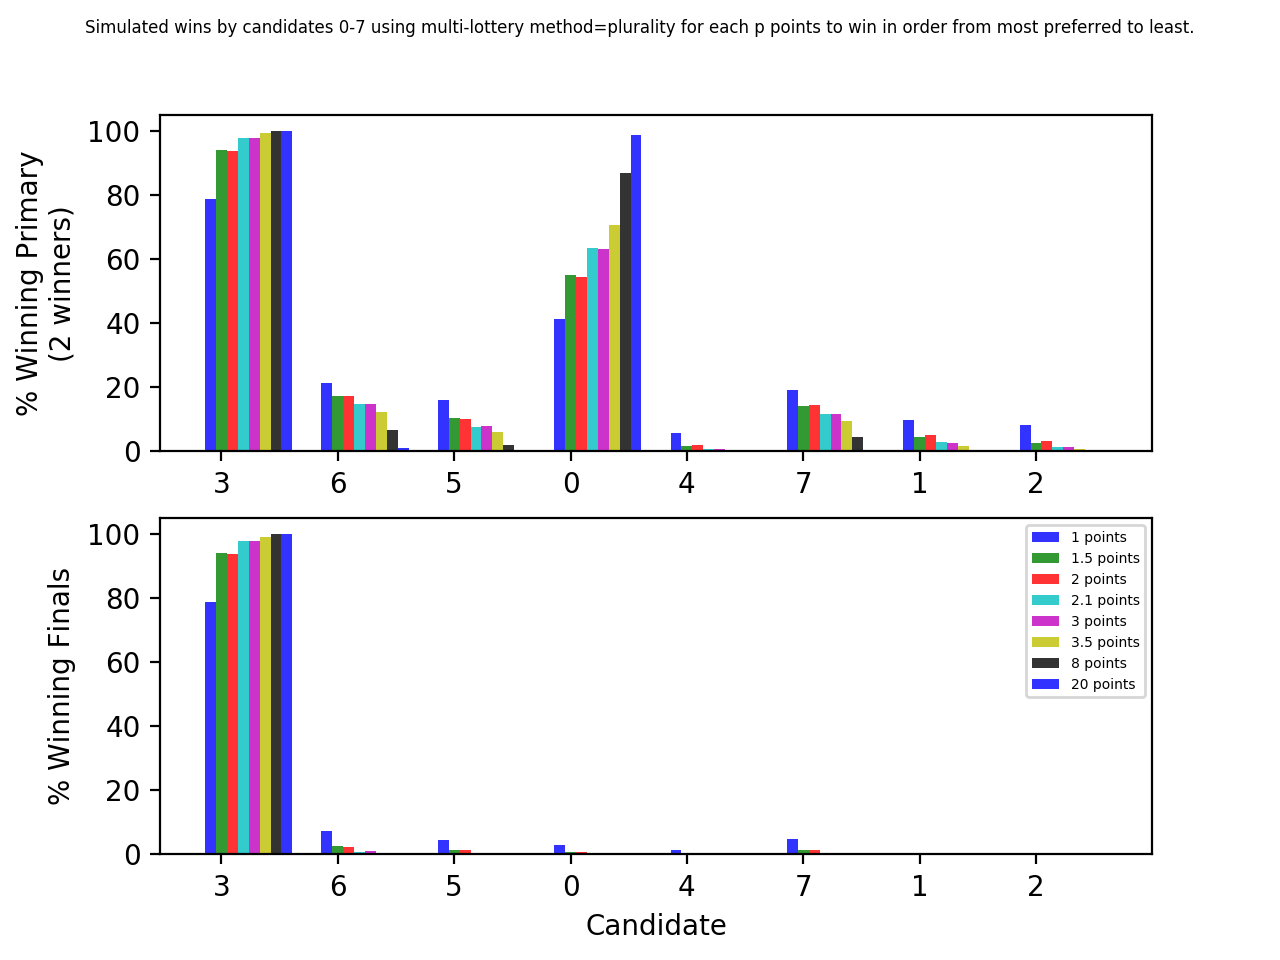 Simulated wins by candidates 0-7 using multi-lottery method=plurality for each p points to win in order from most preferred to least.
% Winning Primary
(2 winners)
100
80
60
40
20
0
3 6 5 0 4 7 1 2
% Winning Finals
100
80
60
40
20
0
1 points
1.5 points
2 points
2.1 points
3 points
3.5 points
8 points
20 points
3 6 5 0 4 7 1 2
Candidate